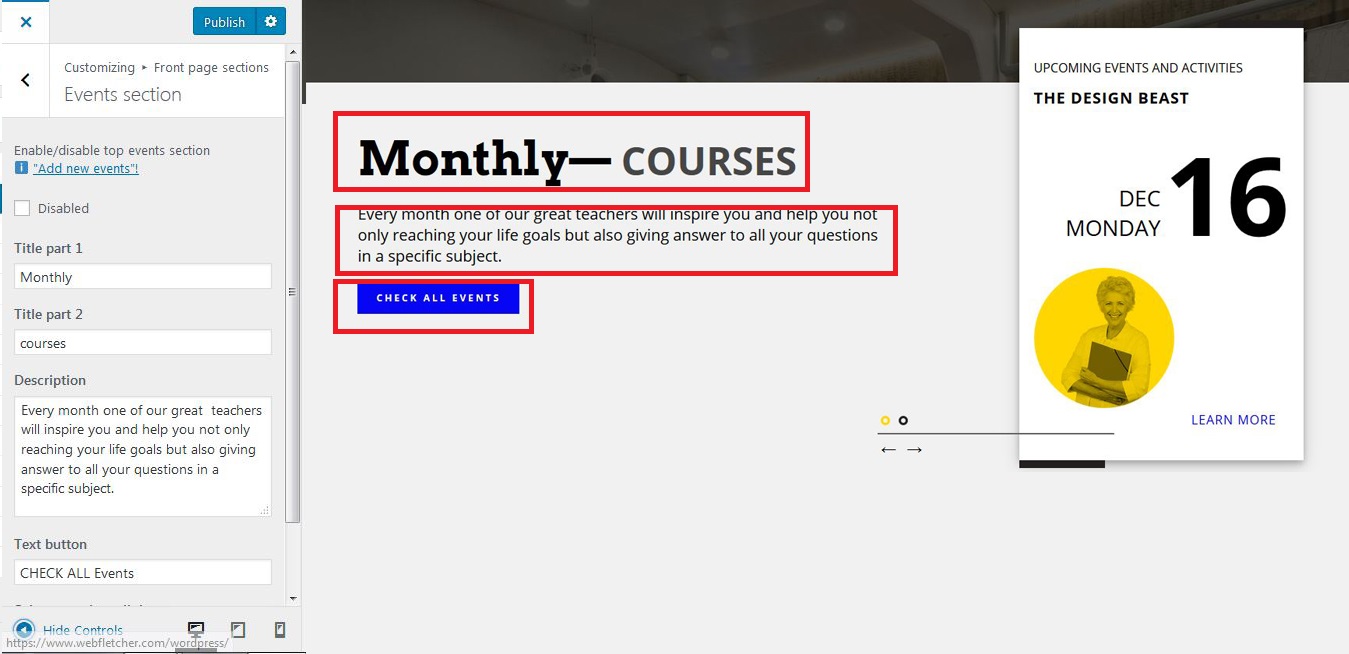 Publish
Customizing ▸ Front page sections
Events section
Enable/disable top events section
"Add new events"!
Disabled
Title part 1
Monthly
Title part 2
courses
Description
Every month one of our great  teachers
will inspire you and help you not only
reaching your life goals but also giving
answer to all your questions in a
specific subject.
Text button
CHECK ALL Events
Hide Controls
https://www.webfletcher.com/wordpress/
Monthly— COURSES
Every month one of our great teachers will inspire you and help you not
only reaching your life goals but also giving answer to all your questions
in a specific subject.
CHECK ALL EVENTS
← →
UPCOMING EVENTS AND ACTIVITIES
THE DESIGN BEAST
DEC
MONDAY
16
LEARN MORE